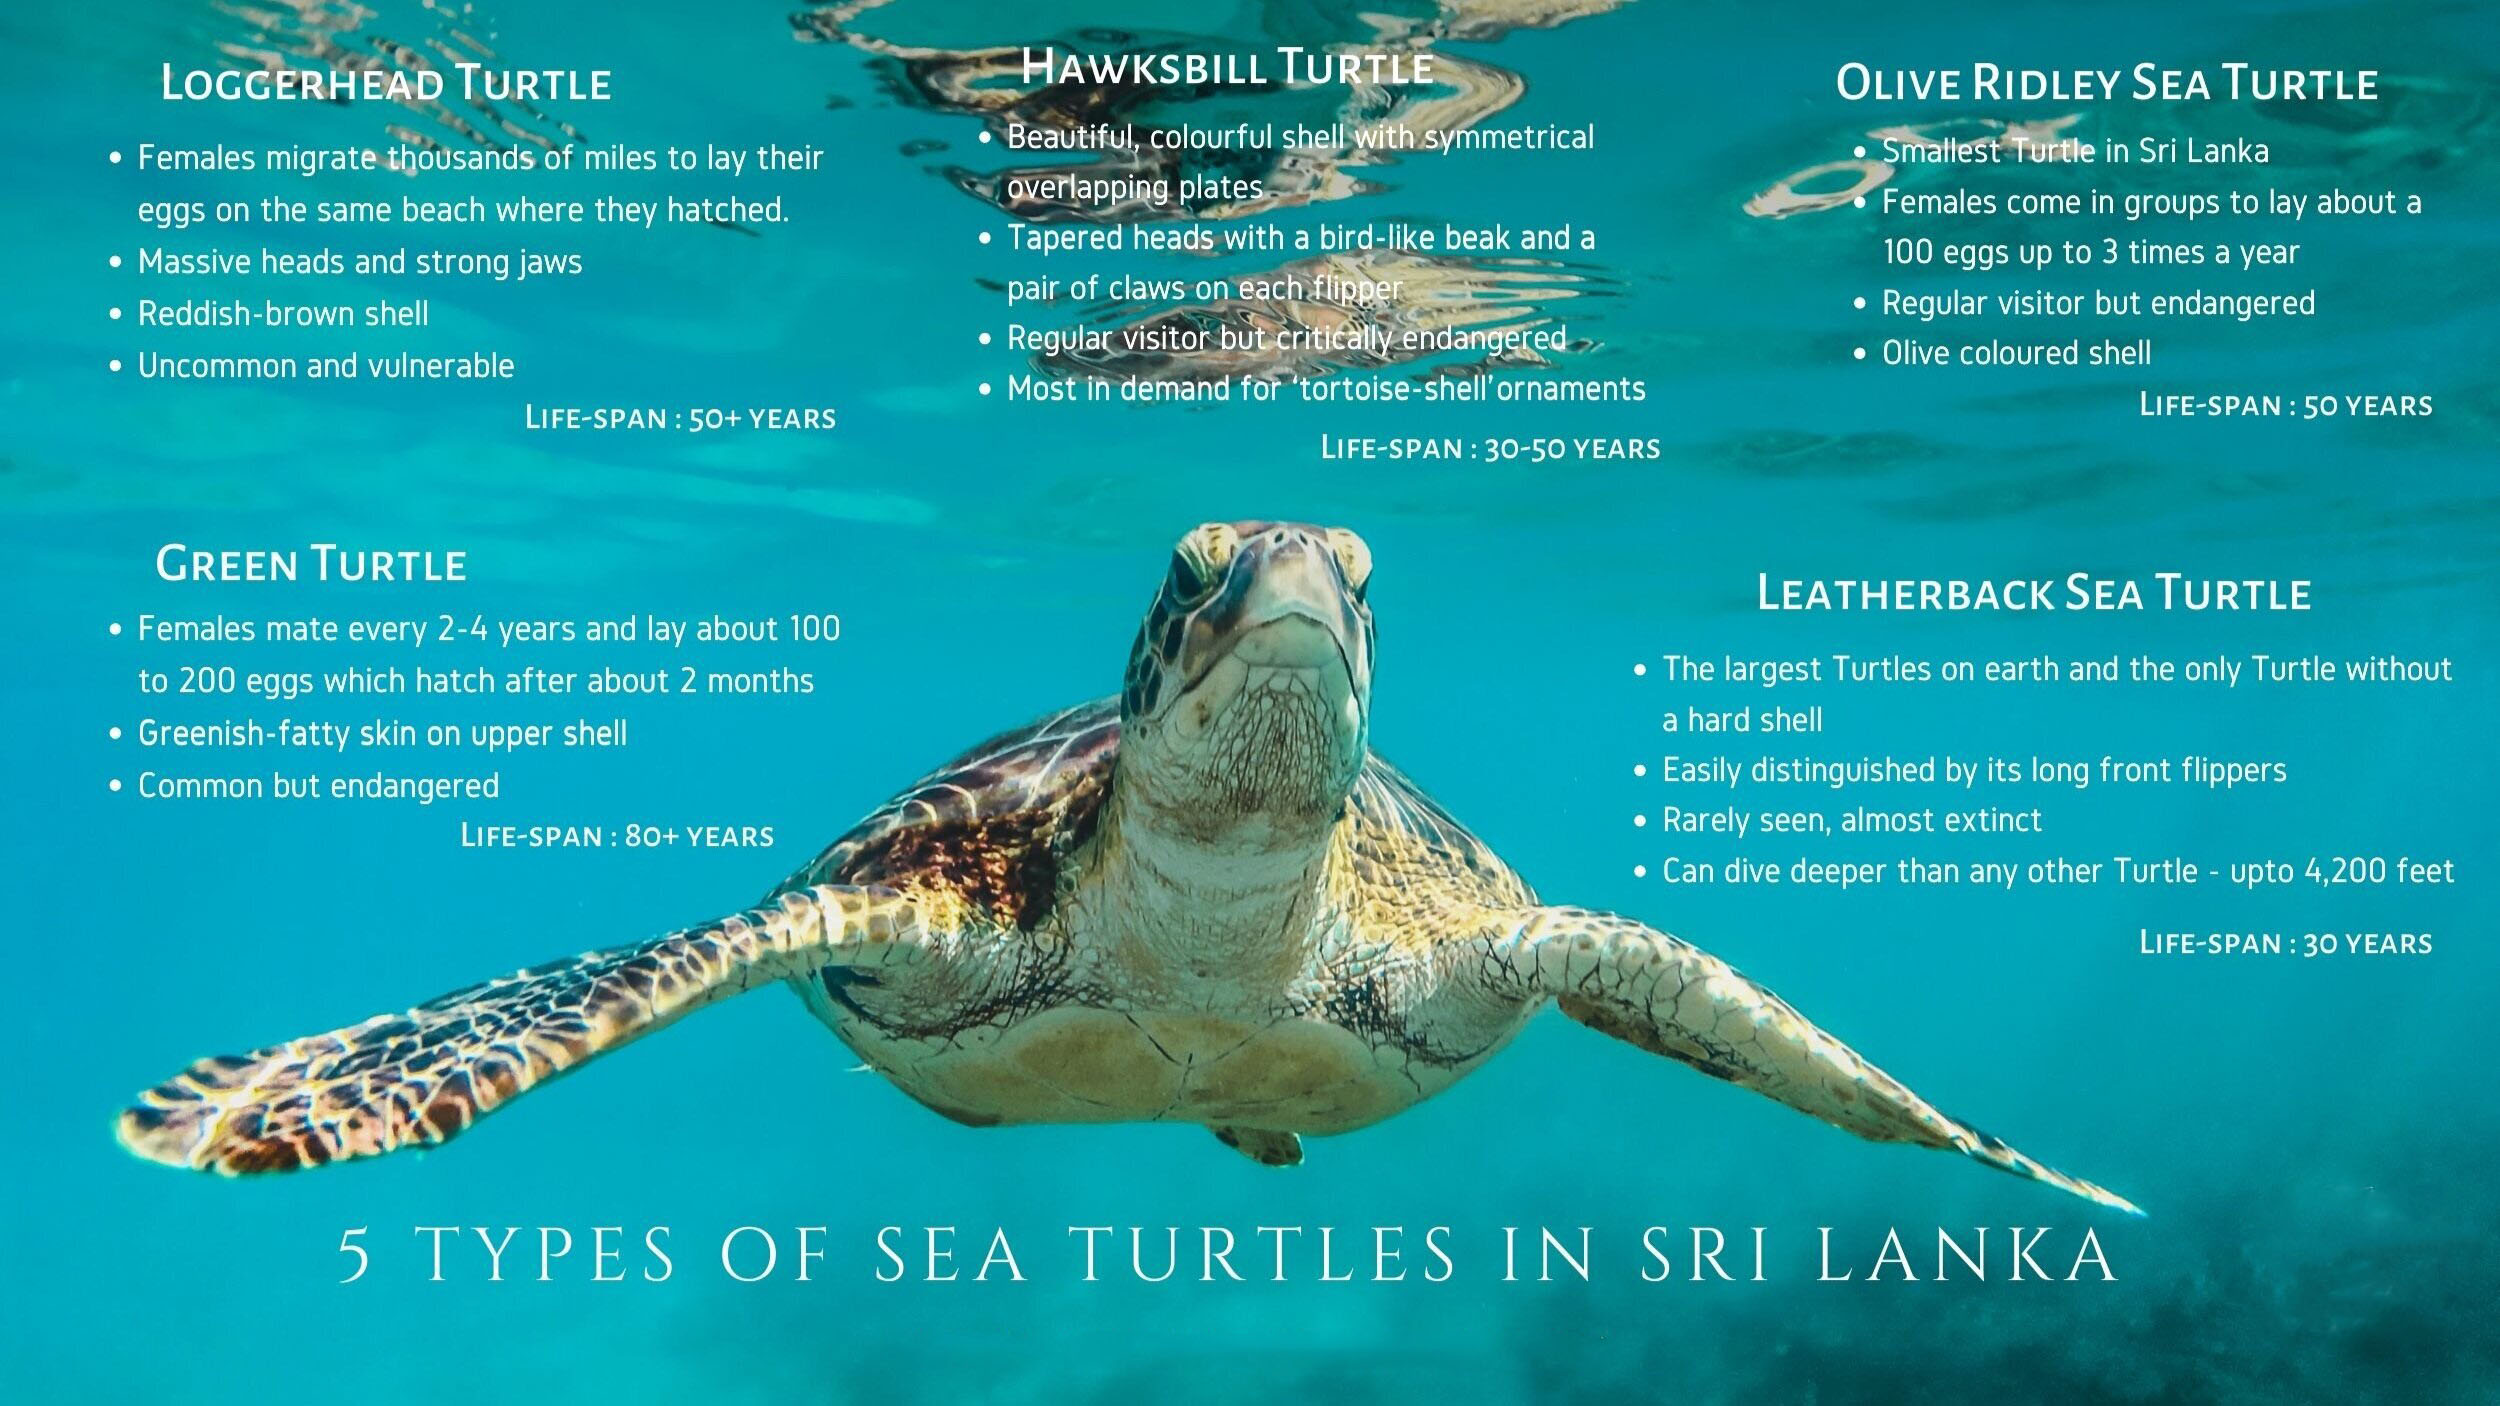 Loggerhead Turtle
• Females migrate thousands of miles to lay their
eggs on the same beach where they hatched.
• Massive heads and strong jaws
• Reddish-brown shell
• Uncommon and vulnerable
Life-span : 50+ years
Hawksbill Turtle
• Beautiful, colourful shell with symmetrical
overlapping plates
• Tapered heads with a bird-like beak and a
pair of claws on each flipper
• Regular visitor but critically endangered
• Most in demand for ‘tortoise-shell’ornaments
Life-span : 30-50 years
Olive Ridley Sea Turtle
• Smallest Turtle in Sri Lanka
• Females come in groups to lay about a
100 eggs up to 3 times a year
• Regular visitor but endangered
• Olive coloured shell
Life-span : 50 years
Green Turtle
• Females mate every 2-4 years and lay about 100
to 200 eggs which hatch after about 2 months
• Greenish-fatty skin on upper shell
• Common but endangered
Life-span : 80+ years
Leatherback Sea Turtle
• The largest Turtles on earth and the only Turtle without
a hard shell
• Easily distinguished by its long front flippers
• Rarely seen, almost extinct
• Can dive deeper than any other Turtle - upto 4,200 feet
Life-span : 30 years
5 TYPES OF SEA TURTLES IN SRI LANKA